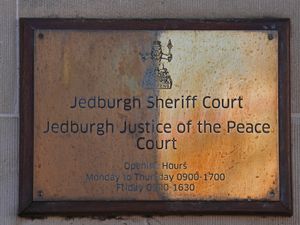 Jedburgh Sheriff Court
Jedburgh Justice of the Peace
Court
Opening Hours
Monday to Thursday 0900-1700
Friday 0900-1630